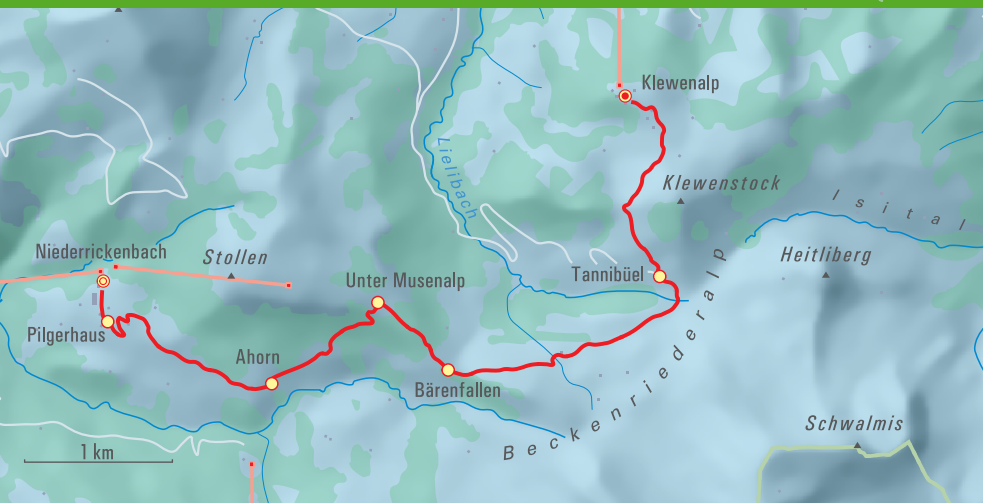 Klewenalp
Lielibach
Klewenstock
Isital
Niederrickenbach
Stollen
Heitliberg
Tannibüel
Unter Musenalp
Pilgerhaus
Ahorn
Bärenfallen
Beckenriederalp
Schwalmis
1 km